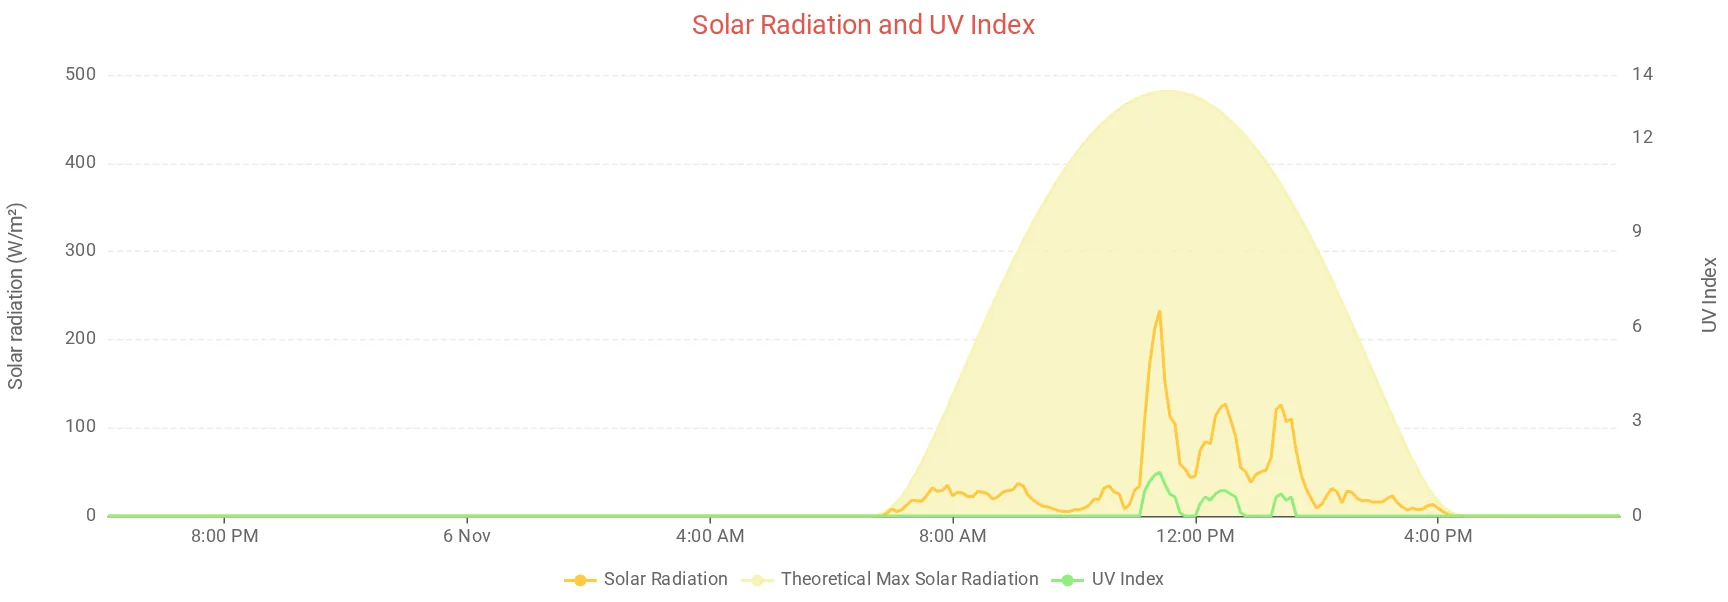 Solar Radiation and UV Index
500
400
300
200
100
0
Solar radiation (W/m²)
14
12
9
6
3
0
UV Index
8:00 PM
6 Nov
4:00 AM
8:00 AM
12:00 PM
4:00 PM
Solar Radiation
Theoretical Max Solar Radiation
UV Index